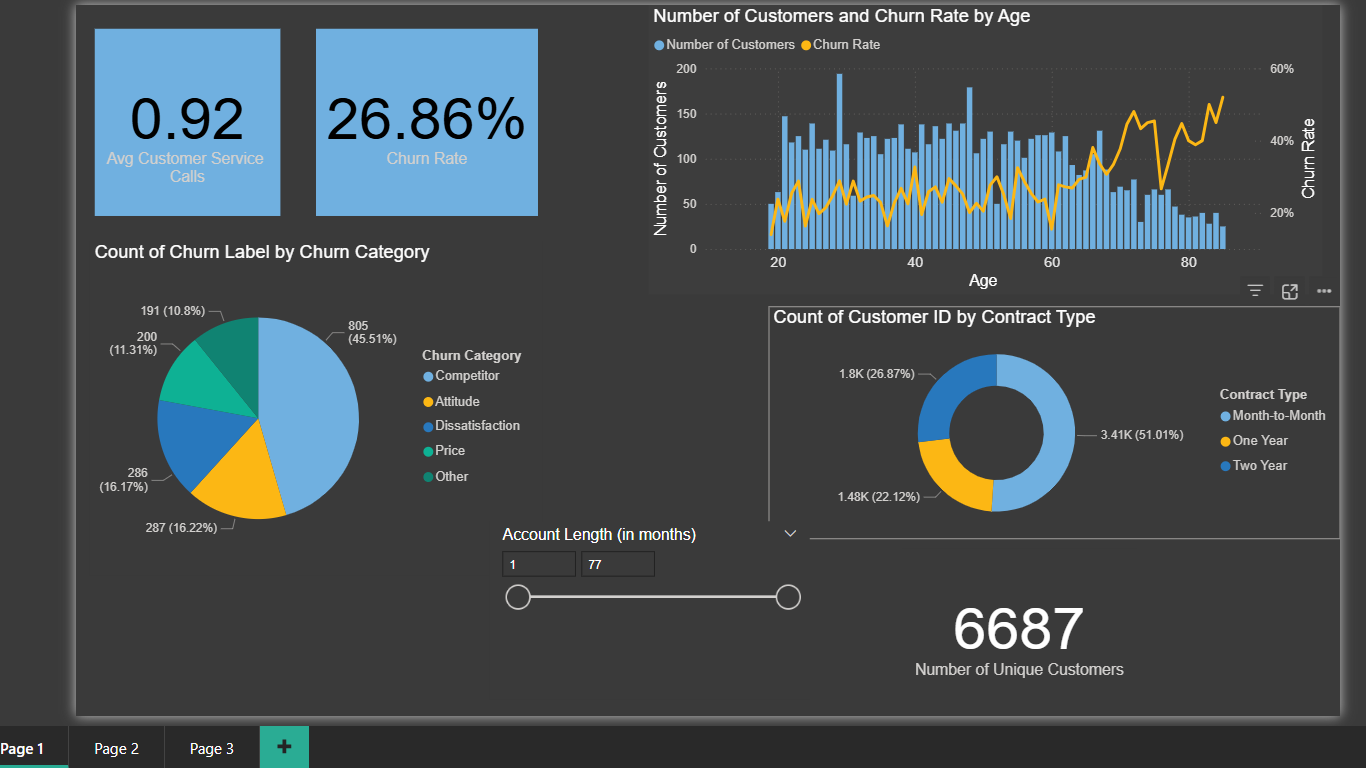 0.92
Avg Customer Service
Calls
26.86%
Churn Rate
Number of Customers and Churn Rate by Age
Number of Customers
Churn Rate
Number of Customers
200
150
100
50
0
60%
40%
20%
Churn Rate
20
40
60
80
Age
Count of Churn Label by Churn Category
191 (10.8%)
200
(11.31%)
286
(16.17%)
287 (16.22%)
805
(45.51%)
Churn Category
Competitor
Attitude
Dissatisfaction
Price
Other
Count of Customer ID by Contract Type
1.8K (26.87%)
1.48K (22.12%)
3.41K (51.01%)
Contract Type
Month-to-Month
One Year
Two Year
Account Length (in months)
1
77
6687
Number of Unique Customers
Page 1
Page 2
Page 3